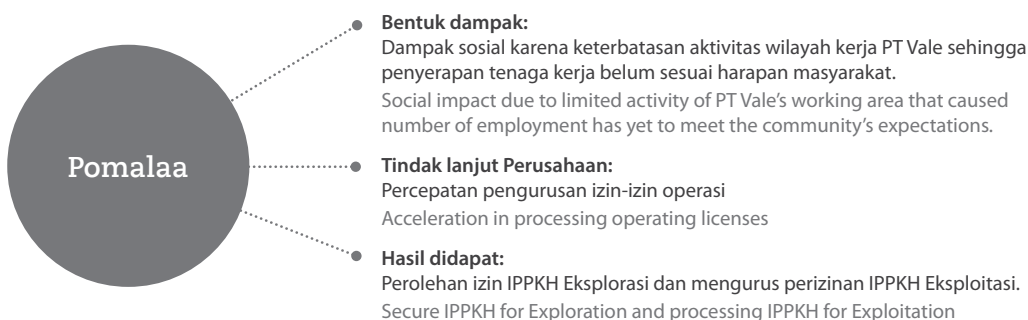 Pomalaa
Bentuk dampak:
Dampak sosial karena keterbatasan aktivitas wilayah kerja PT Vale sehingga
penyerapan tenaga kerja belum sesuai harapan masyarakat.
Social impact due to limited activity of PT Vale's working area that caused
number of employment has yet to meet the community's expectations.
Tindak lanjut Perusahaan:
Percepatan pengurusan izin-izin operasi
Acceleration in processing operating licenses
Hasil didapat:
Perolehan izin IPPKH Eksplorasi dan mengurus perizinan IPPKH Eksploitasi.
Secure IPPKH for Exploration and processing IPPKH for Exploitation